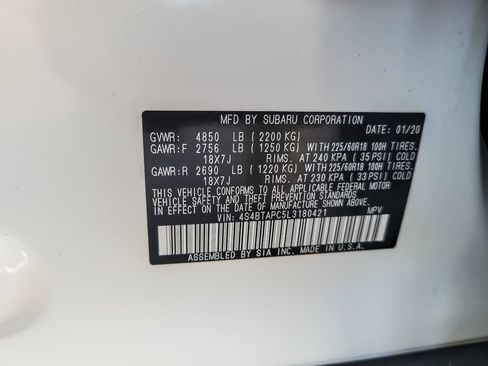 MFD BY SUBARU CORPORATION
DATE: 01/20
GVWR: 4850 LB ( 2200 KG)
GAWR:F 2756 LB ( 1250 KG) WITH 225/60R18 100H TIRES.
18X7J RIMS. AT 240 KPA ( 35 PSI) COLD
GAWR:R 2690 LB ( 1220 KG) WITH 225/60R18 100H TIRES.
18X7J RIMS. AT 230 KPA ( 33 PSI) COLD
THIS VEHICLE CONFORMS TO ALL APPLICABLE FEDERAL MOTOR
VEHICLE SAFETY AND THEFT PREVENTION STANDARDS
IN EFFECT ON THE DATE OF MANUFACTURE SHOWN ABOVE.
VIN: 4S4BTAPC5L3180421 MPV
ASSEMBLED BY SIA INC. MADE IN U.S.A.